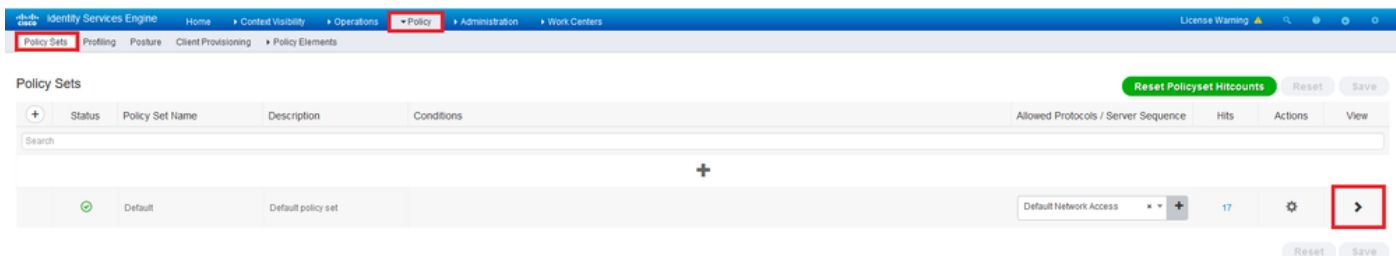 cisco Identity Services Engine Home Context Visibility Operations Policy Administration Work Centers License Warning
Policy Sets Profiling Posture Client Provisioning Policy Elements
Policy Sets
Reset Policyset Hitcounts Reset Save
+ Status Policy Set Name Description Conditions Allowed Protocols / Server Sequence Hits Actions View
Search
+
Default Default policy set Default Network Access × + 17
Reset Save